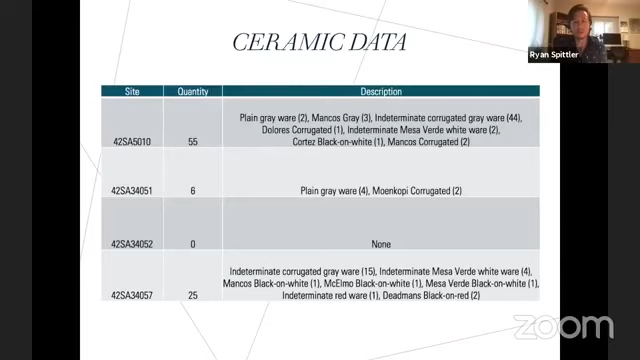 CERAMIC DATA
Ryan Spittler
Site Quantity Description
Plain gray ware (2), Mancos Gray (3), Indeterminate corrugated gray ware (44),
Dolores Corrugated (1), Indeterminate Mesa Verde white ware (2),
42SA5010 55 Cortez Black-on-white (1), Mancos Corrugated (2)
42SA34051 6 Plain gray ware (4), Moenkopi Corrugated (2)
42SA34052 0 None
Indeterminate corrugated gray ware (15), Indeterminate Mesa Verde white ware (4),
Mancos Black-on-white (1), McElmo Black-on-white (1), Mesa Verde Black-on-white (1),
42SA34057 25 Indeterminate red ware (1), Deadmans Black-on-red (2)
zoom